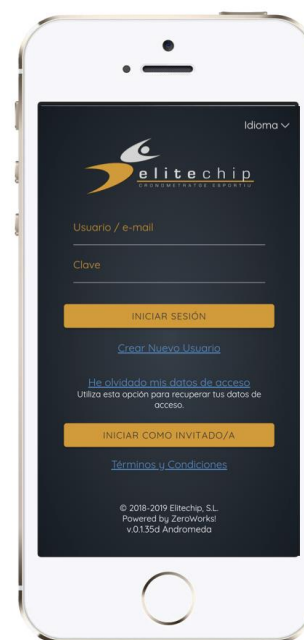 Idioma
elitechip
CRONOMETRATGE ESPORTIU
Usuario / e-mail
Clave
INICIAR SESIÓN
Crear Nuevo Usuario
He olvidado mis datos de acceso
Utiliza esta opción para recuperar tus datos de
acceso.
INICIAR COMO INVITADO/A
Términos y Condiciones
© 2018-2019 Elitechip, S.L.
Powered by ZeroWorks!
v.0.1.35d Andromeda